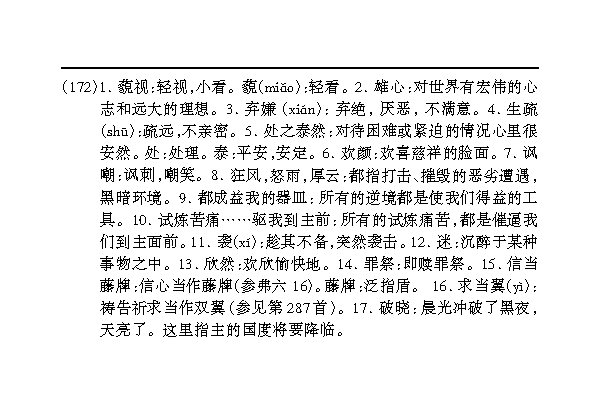 (172)1. 藐视:轻视,小看。藐(miǎo):轻看。2. 雄心:对世界有宏伟的心
志和远大的理想。3. 弃嫌(xián):弃绝,厌恶,不满意。4. 生疏
(shū):疏远,不亲密。5. 处之泰然:对待困难或紧迫的情况心里很
安然。处:处理。泰:平安,安定。6. 欢颜:欢喜慈祥的脸面。7. 讽
嘲:讽刺,嘲笑。8. 狂风,怒雨,厚云:都指打击、摧毁的恶劣遭遇,
黑暗环境。9. 都成益我的器皿:所有的逆境都是使我们得益的工
具。10. 试炼苦痛……驱我到主前:所有的试炼痛苦,都是催逼我
们到主面前。11. 袭(xí):趁其不备,突然袭击。12. 迷:沉醉于某种
事物之中。13. 欣然:欢欣愉快地。14. 罪祭:即赎罪祭。15. 信当
藤牌:信心当作藤牌(参弗六16)。藤牌:泛指盾。16. 求当翼(yì):
祷告祈求当作双翼(参见第287首)。17. 破晓:晨光冲破了黑夜,
天亮了。这里指主的国度将要降临。